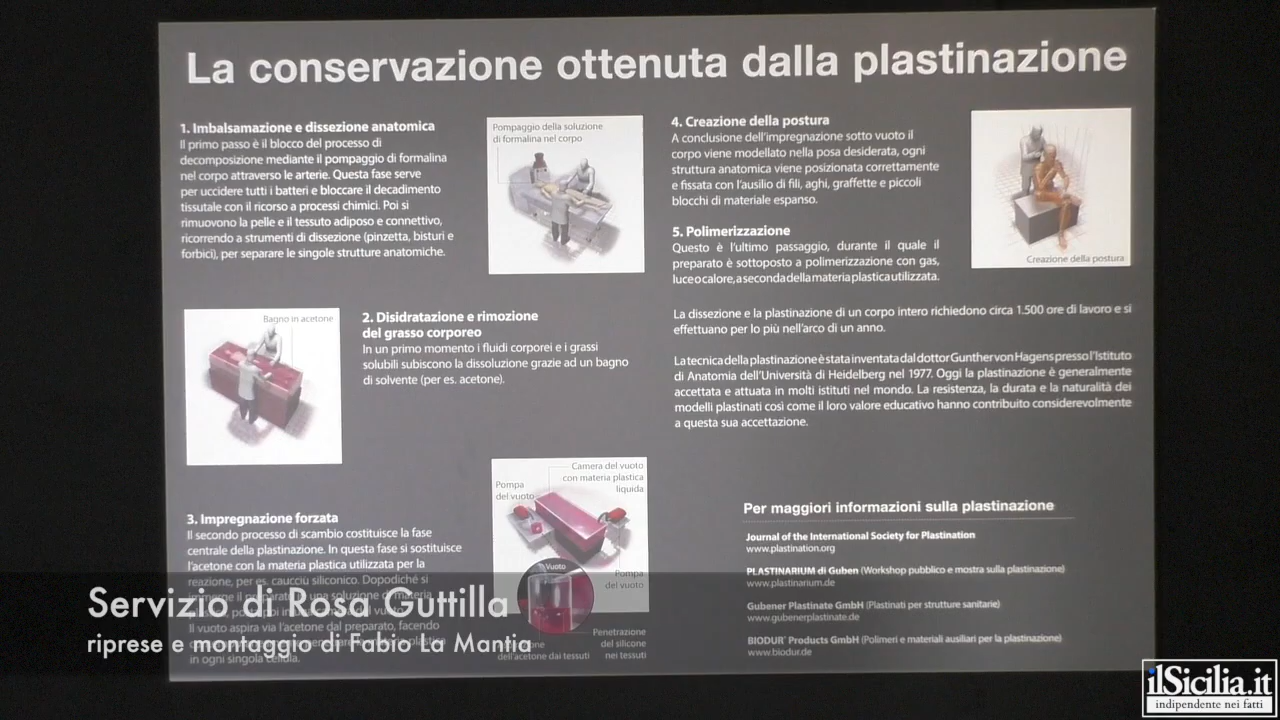 La conservazione ottenuta dalla plastinazione
1. Imbalsamazione e dissezione anatomica
Il primo passo è il blocco del processo di
decomposizione mediante il pompaggio di formalina
nel corpo attraverso le arterie. Questa fase serve
per uccidere tutti i batteri e bloccare il decadimento
tissutale con il ricorso a processi chimici. Poi si
rimuovono la pelle e il tessuto adiposo e connettivo,
ricorrendo a strumenti di dissezione (pinzetta, bisturi e
forbici), per separare le singole strutture anatomiche.
Pompaggio della soluzione
di formalina nel corpo
Bagno in acetone
2. Disidratazione e rimozione
del grasso corporeo
In un primo momento i fluidi corporei e i grassi
solubili subiscono la dissoluzione grazie ad un bagno
di solvente (per es. acetone).
3. Impregnazione forzata
Il secondo processo di scambio costituisce la fase
centrale della plastinazione. In questa fase si sostituisce
l'acetone con la materia plastica utilizzata per la
reazione, per es. caucciù siliconico. Dopodiché si
Il vuoto aspira via l'acetone dal preparato, facendo
in ogni singola cellula.
Camera del vuoto
con materia plastica
liquida
Pompa
del vuoto
Vuoto
Pompa
del vuoto
Penetrazione
del silicone
nei tessuti
dell'acetone dai tessuti
4. Creazione della postura
A conclusione dell'impregnazione sotto vuoto il
corpo viene modellato nella posa desiderata, ogni
struttura anatomica viene posizionata correttamente
e fissata con l'ausilio di fili, aghi, graffette e piccoli
blocchi di materiale espanso.
Creazione della postura
5. Polimerizzazione
Questo è l'ultimo passaggio, durante il quale il
preparato è sottoposto a polimerizzazione con gas,
luce o calore, a seconda della materia plastica utilizzata.
La dissezione e la plastinazione di un corpo intero richiedono circa 1.500 ore di lavoro e si
effettuano per lo più nell'arco di un anno.
La tecnica della plastinazione è stata inventata dal dottor Gunther von Hagens presso l'Istituto
di Anatomia dell'Università di Heidelberg nel 1977. Oggi la plastinazione è generalmente
accettata e attuata in molti istituti nel mondo. La resistenza, la durata e la naturalità dei
modelli plastinati così come il loro valore educativo hanno contribuito considerevolmente
a questa sua accettazione.
Per maggiori informazioni sulla plastinazione
Journal of the International Society for Plastination
www.plastination.org
PLASTINARIUM di Guben (Workshop pubblico e mostra sulla plastinazione)
www.plastinarium.de
Gubener Plastinate GmbH (Plastinati per strutture sanitarie)
www.gubenerplastinate.de
BIODUR® Products GmbH (Polimeri e materiali ausiliari per la plastinazione)
www.biodur.de
Servizio di Rosa Guttilla
riprese e montaggio di Fabio La Mantia
ilSicilia.it
indipendente nei fatti